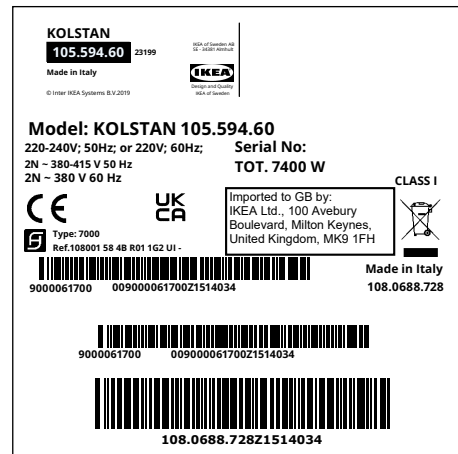 KOLSTAN
105.594.60 23199
Made in Italy
© Inter IKEA Systems B.V.2019
IKEA of Sweden AB
SE - 34381 Älmhult
IKEA
Design and Quality
IKEA of Sweden
Model: KOLSTAN 105.594.60
220-240V; 50Hz; or 220V; 60Hz;
2N ~ 380-415 V 50 Hz
2N ~ 380 V 60 Hz
Serial No:
TOT. 7400 W
CLASS I
CE
UK
CA
Imported to GB by:
IKEA Ltd., 100 Avebury
Boulevard, Milton Keynes,
United Kingdom, MK9 1FH
Type: 7000
Ref.108001 58 4B R01 1G2 UI -
9000061700 009000061700Z1514034
Made in Italy
108.0688.728
9000061700 009000061700Z1514034
108.0688.728Z1514034